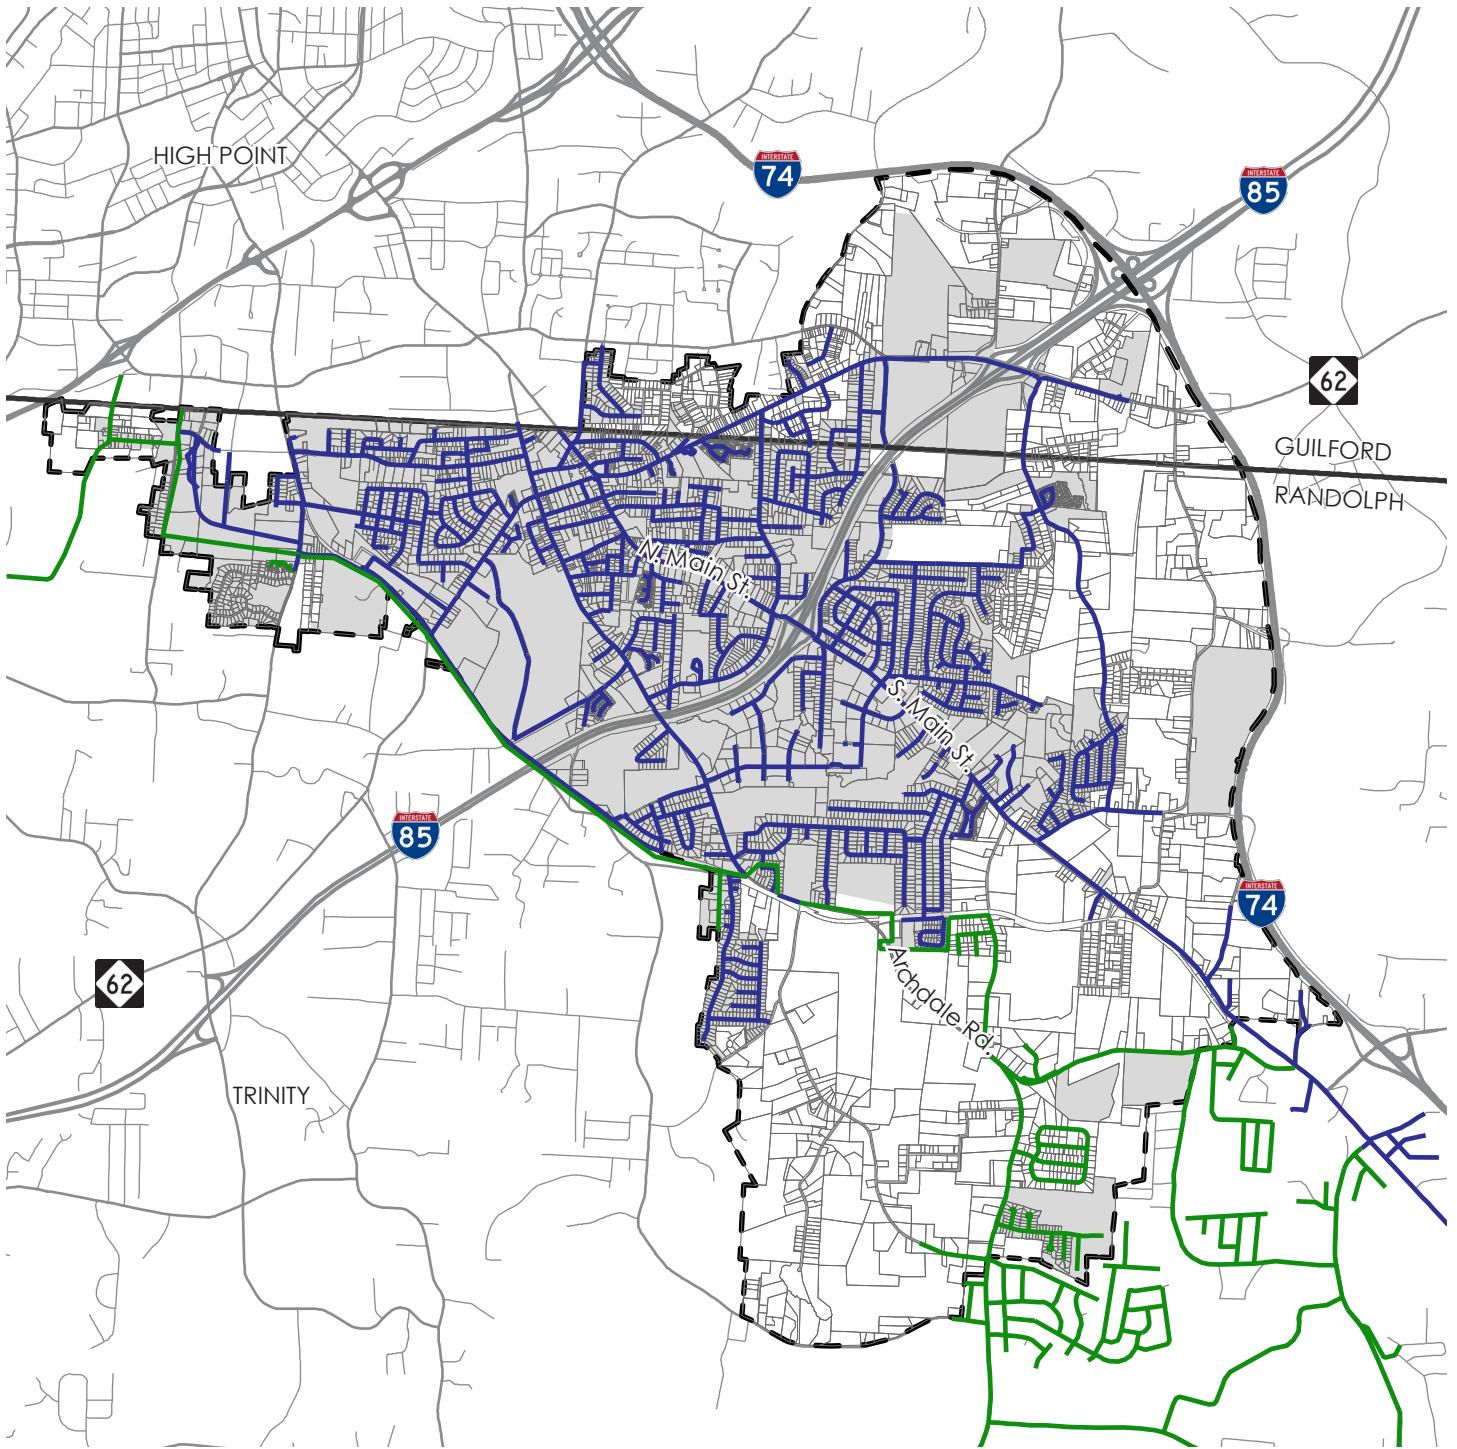 HIGH POINT
INTERSTATE
74
INTERSTATE
85
62
GUILFORD
RANDOLPH
N. Main St.
S. Main St.
INTERSTATE
85
INTERSTATE
74
62
Archdale Rd.
TRINITY